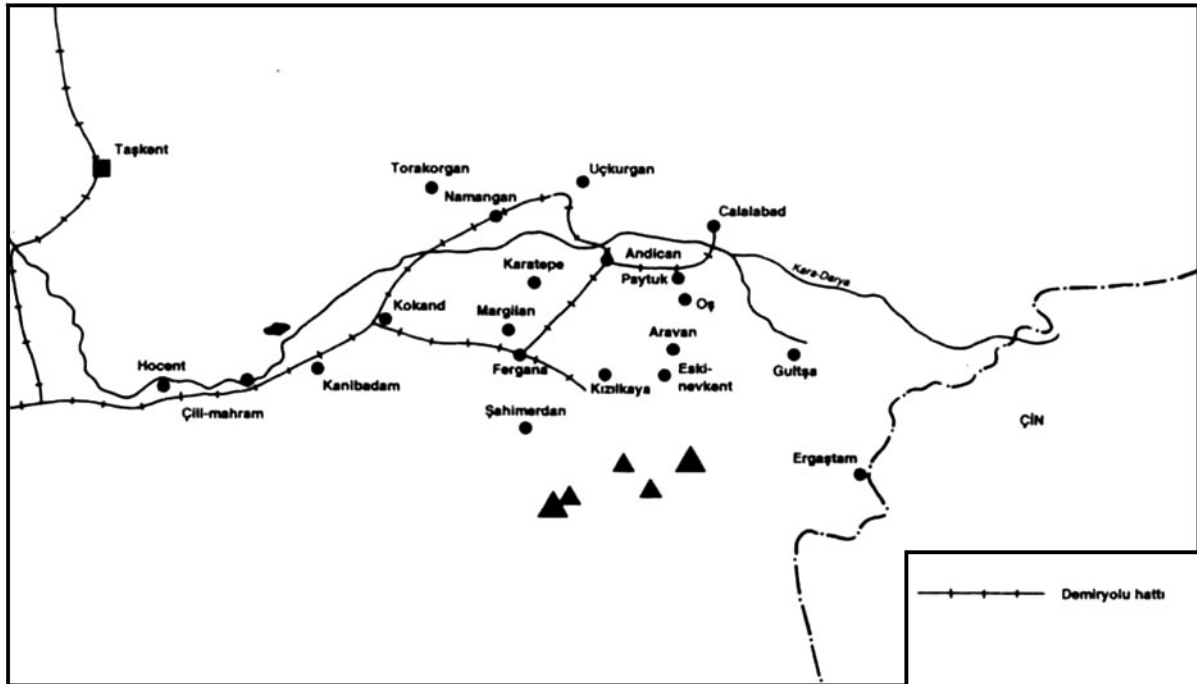 Taşkent
Torakorgan
Uçkurgan
Namangan
Calalabad
Andican
Karatepe
Paytuk
Kara-Darya
Kokand
Margilan
Oş
Aravan
Hocent
Kanibadam
Fergana
Kızılkaya
Eski-
nevkent
Gultşa
Çili-mahram
Şahimerdan
ÇİN
Ergaştam
Demiryolu hattı